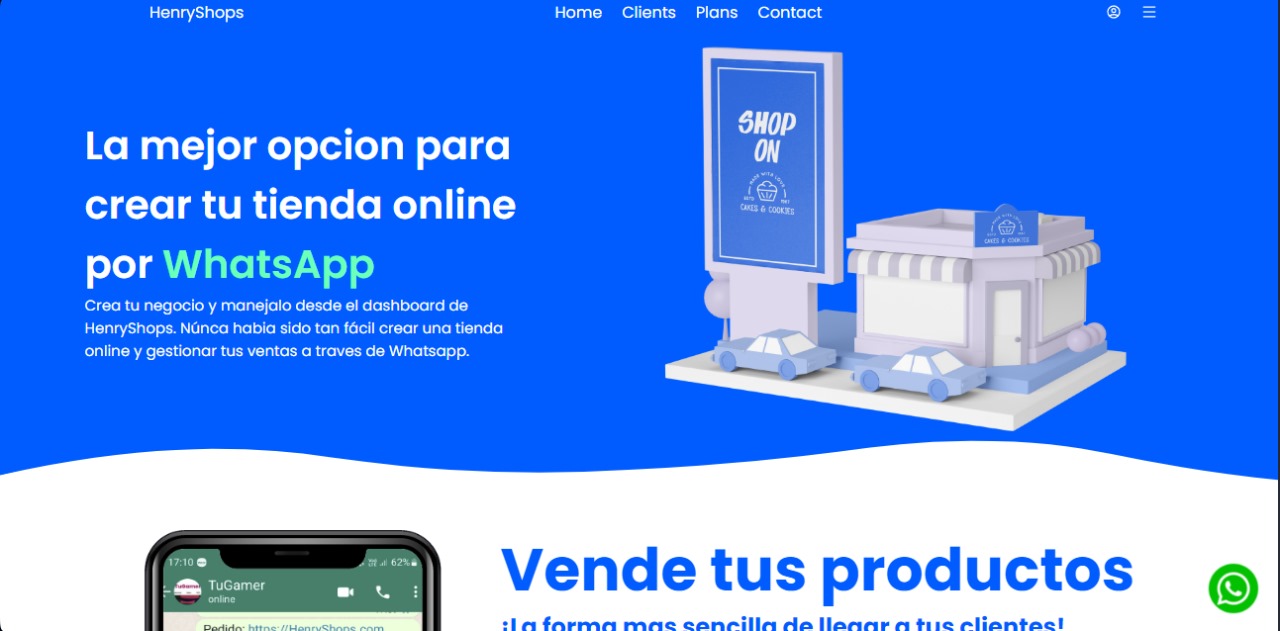 HenryShops
Home Clients Plans Contact
La mejor opcion para
crear tu tienda online
por WhatsApp
Crea tu negocio y manejalo desde el dashboard de
HenryShops. Núnca habia sido tan fácil crear una tienda
online y gestionar tus ventas a traves de Whatsapp.
SHOP
ON
MADE WITH LOVE
CAKES & COOKIES
CAKES & COOKIES
Vende tus productos
¡La forma mas sencilla de llegar a tus clientes!
17:10
62%
TuGamer
online
Pedido: https://HenryShops.com